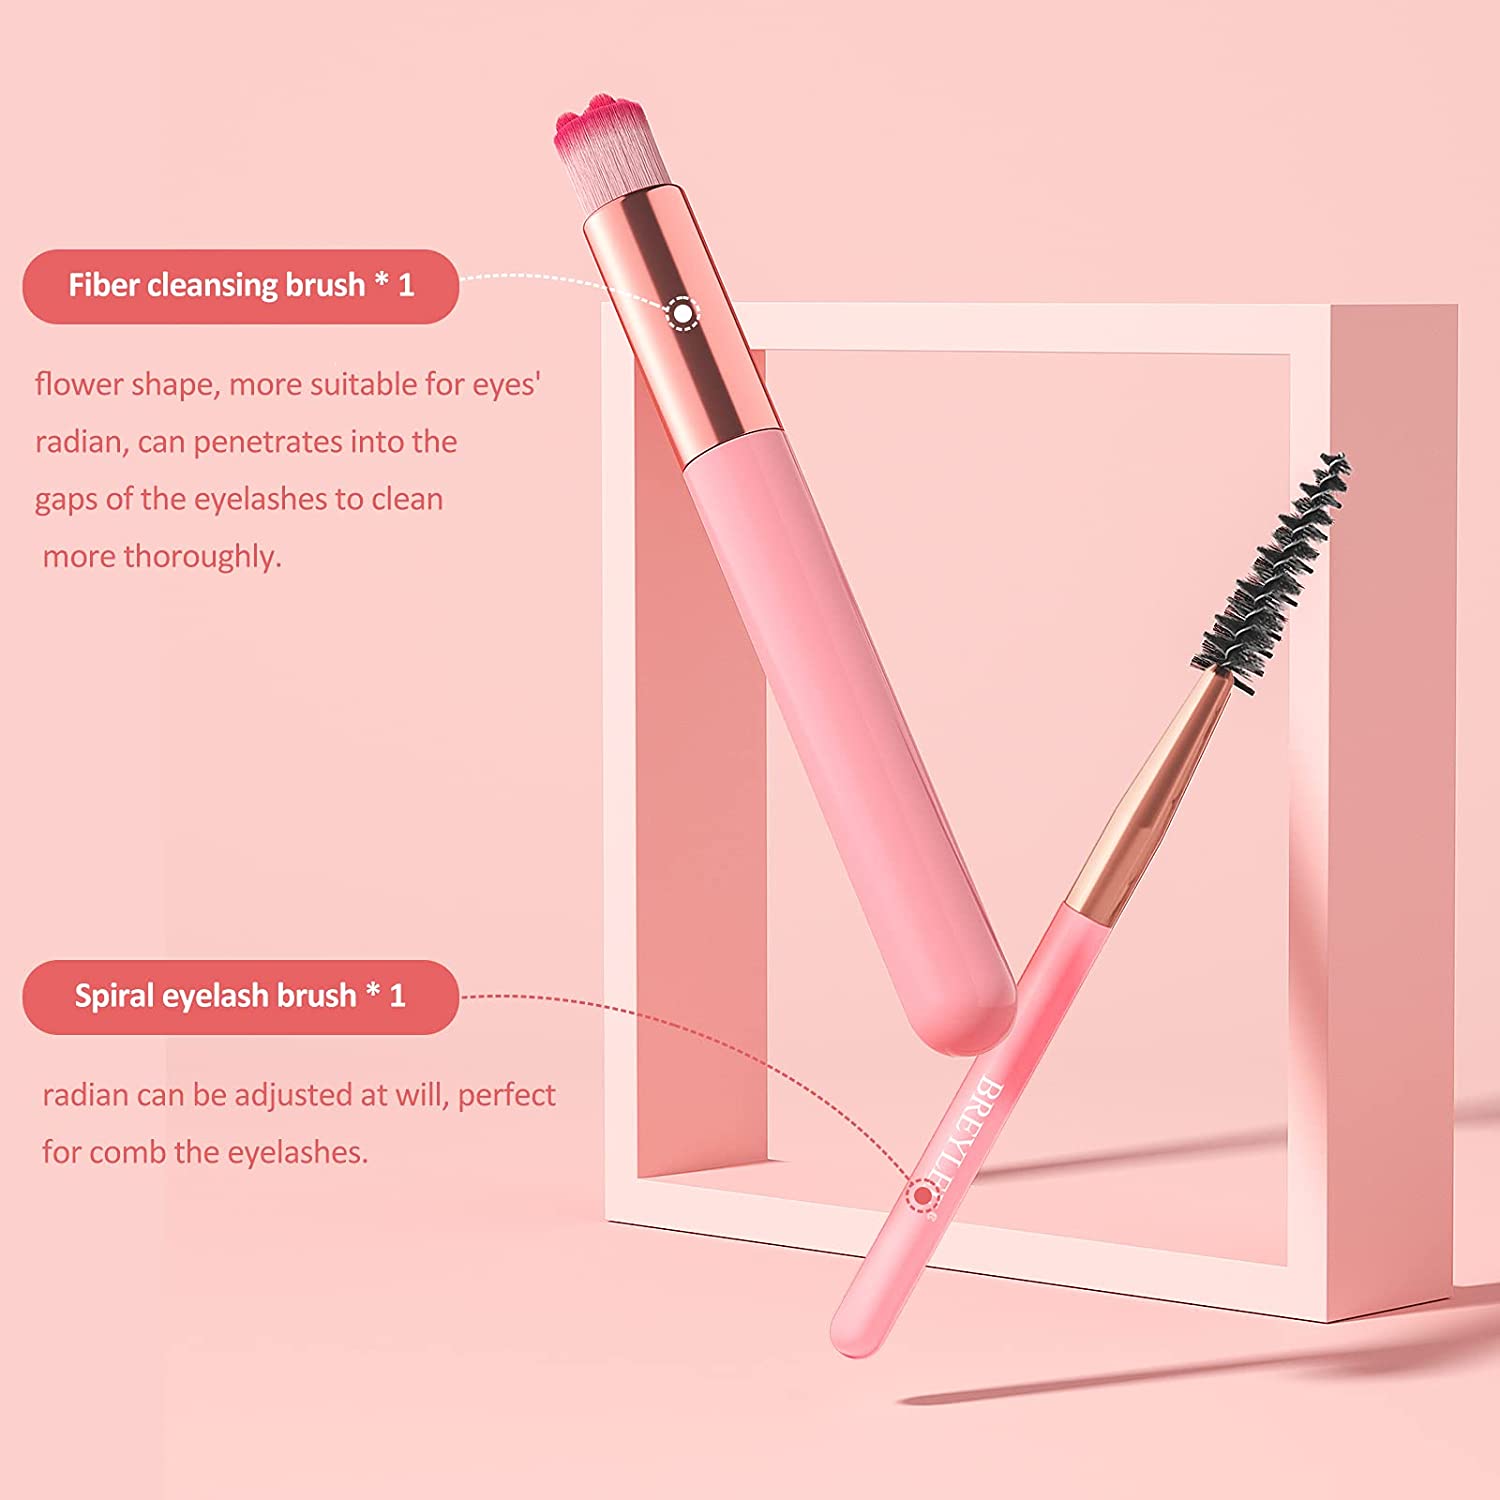 Fiber cleansing brush * 1
flower shape, more suitable for eyes'
radian, can penetrates into the
gaps of the eyelashes to clean
more thoroughly.
Spiral eyelash brush * 1
radian can be adjusted at will, perfect
for comb the eyelashes.
BREYLEE